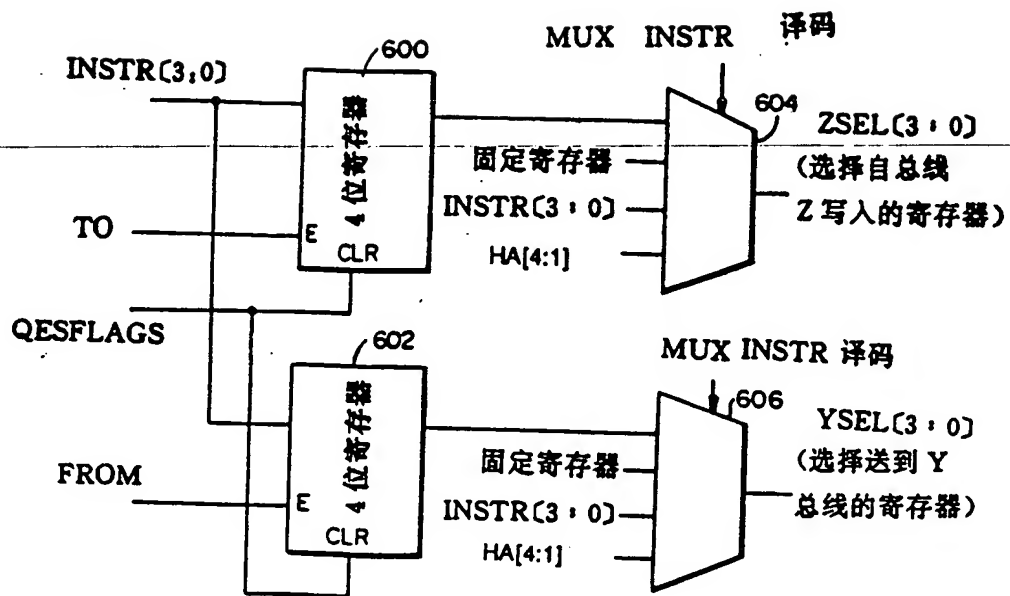 MUX INSTR 译码
600
INSTR[3:0]
4位寄存器
604
ZSEL[3:0]
固定寄存器
(选择自总线
INSTR[3:0]
Z写入的寄存器)
TO
E
CLR
HA[4:1]
QESFLAGS
602
MUX INSTR 译码
4位寄存器
606
YSEL[3:0]
固定寄存器
(选择送到Y
FROM
E
INSTR[3:0]
总线的寄存器)
CLR
HA[4:1]